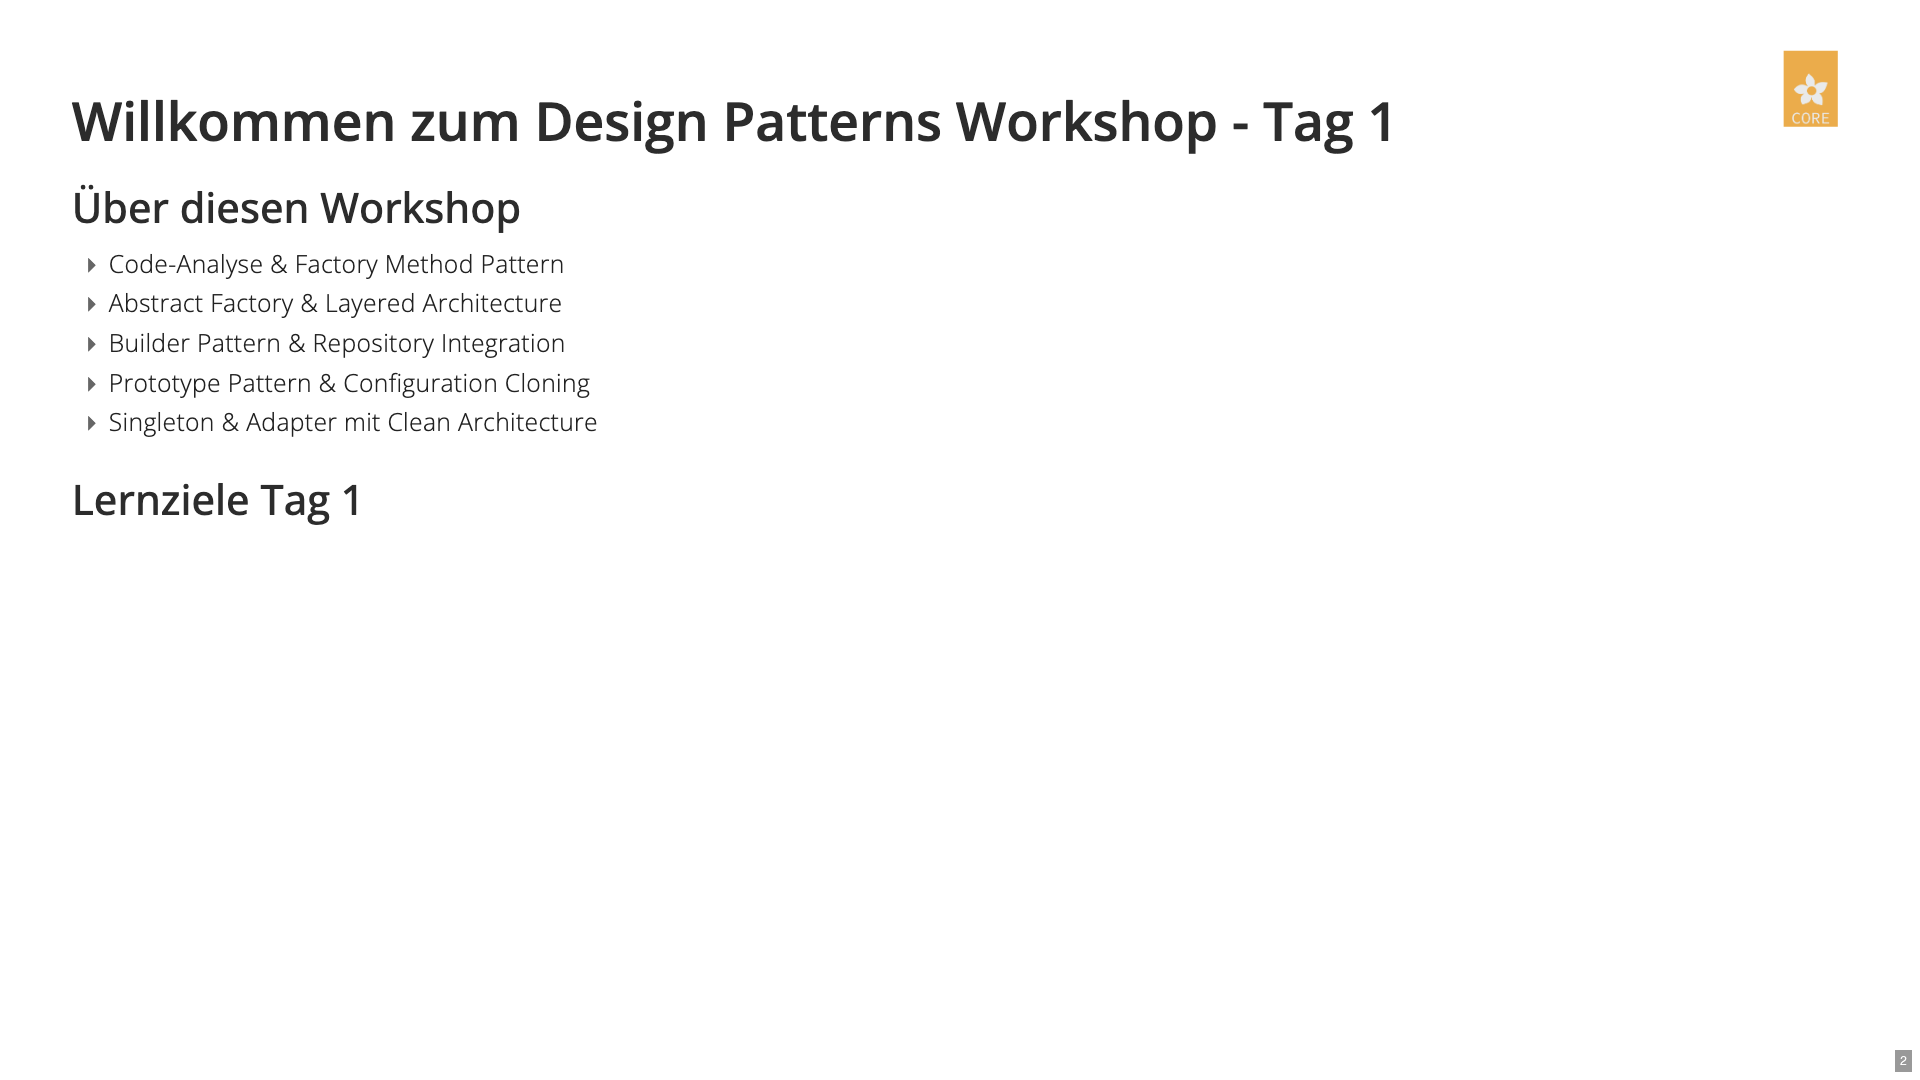 Willkommen zum Design Patterns Workshop - Tag 1
CORE
Über diesen Workshop
Code-Analyse & Factory Method Pattern
Abstract Factory & Layered Architecture
Builder Pattern & Repository Integration
Prototype Pattern & Configuration Cloning
Singleton & Adapter mit Clean Architecture
Lernziele Tag 1
2